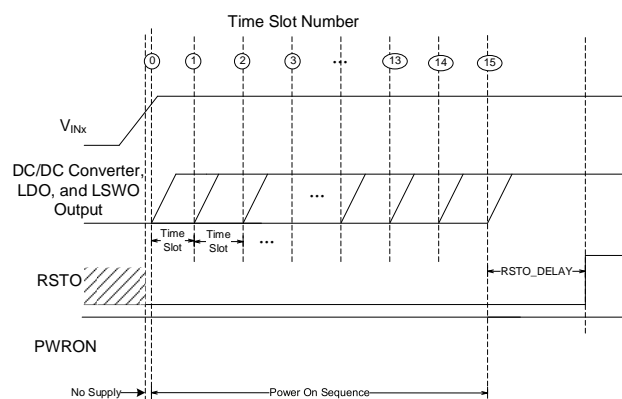 Time Slot Number
0 1 2 3 ... 13 14 15
VINx
DC/DC Converter,
LDO, and LSWO
Output
...
Time
Slot
Time
Slot
...
RSTO
RSTO_DELAY
PWRON
No Supply
Power On Sequence